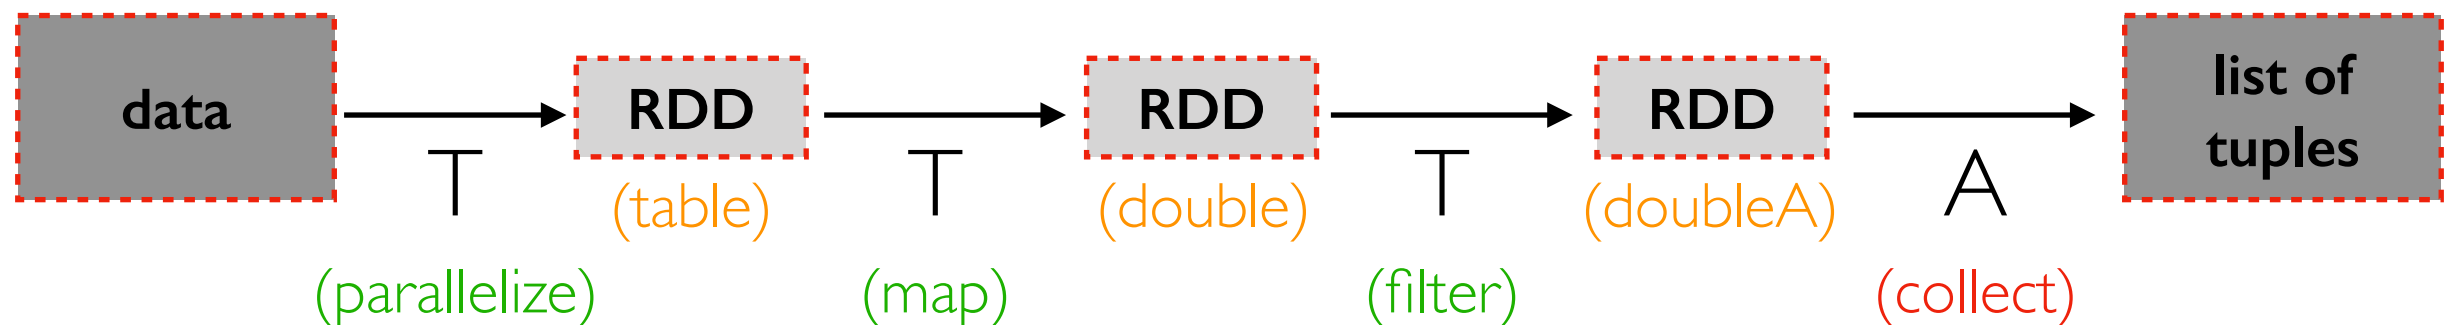 data
T
(parallelize)
RDD
(table)
T
(map)
RDD
(double)
T
(filter)
RDD
(doubleA)
A
(collect)
list of
tuples